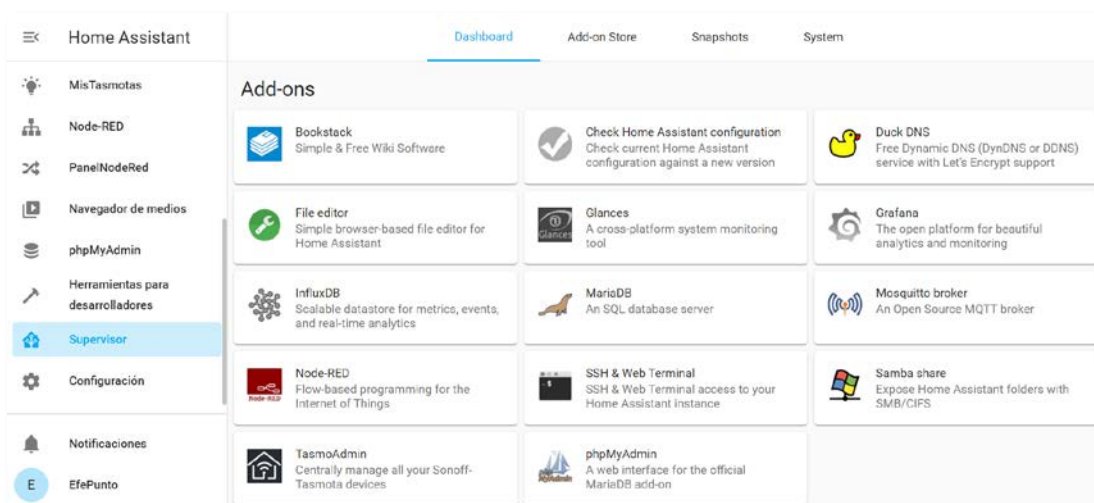 Home Assistant
Dashboard
Add-on Store
Snapshots
System
MisTasmotas
Node-RED
PanelNodeRed
Navegador de medios
phpMyAdmin
Herramientas para
desarrolladores
Supervisor
Configuración
Notificaciones
E
EfePunto
Add-ons
Bookstack
Simple & Free Wiki Software
Check Home Assistant configuration
Check current Home Assistant
configuration against a new version
Duck DNS
Free Dynamic DNS (DynDNS or DDNS)
service with Let's Encrypt support
File editor
Simple browser-based file editor for
Home Assistant
Glances
Glances
A cross-platform system monitoring
tool
Grafana
The open platform for beautiful
analytics and monitoring
InfluxDB
Scalable datastore for metrics, events,
and real-time analytics
MariaDB
An SQL database server
Mosquitto broker
An Open Source MQTT broker
Node-RED
Node-RED
Flow-based programming for the
Internet of Things
SSH & Web Terminal
SSH & Web Terminal access to your
Home Assistant instance
Samba share
Expose Home Assistant folders with
SMB/CIFS
TasmoAdmin
Centrally manage all your Sonoff-
Tasmota devices
phpMyAdmin
A web interface for the official
MariaDB add-on